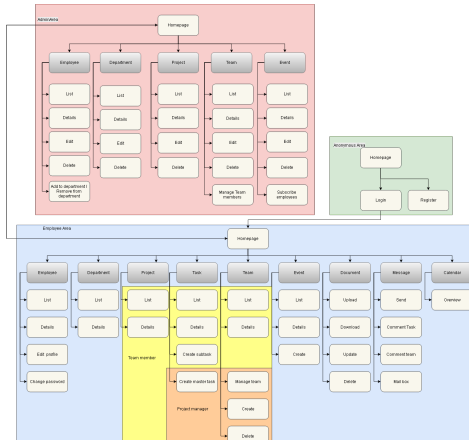 AdminArea
Homepage
Employee
Department
Project
Team
Event
List
List
List
List
List
Details
Details
Details
Details
Details
Edit
Edit
Edit
Edit
Edit
Delete
Delete
Delete
Delete
Delete
Add to department /
Remove from
department
Manage Team
members
Subscribe
employees
Anonymous Area
Homepage
Login
Register
Employee Area
Homepage
Employee
Department
Project
Task
Team
Event
Document
Message
Calendar
List
List
List
List
List
List
Upload
Send
Overview
Details
Details
Details
Details
Details
Details
Download
Comment Task
Team member
Edit profile
Create subtask
Create
Update
Comment team
Change password
Create master task
Manage team
Delete
Mail box
Project manager
Create
Delete